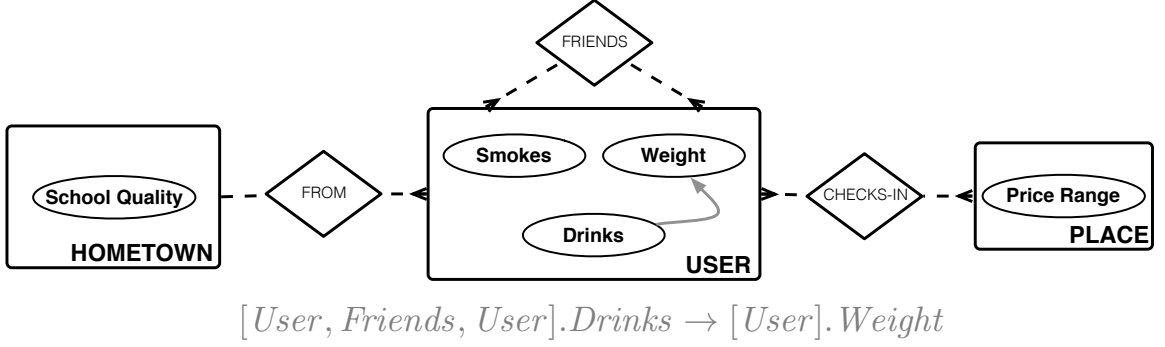 FRIENDS
Smokes
Weight
School Quality
FROM
CHECKS-IN
Price Range
Drinks
HOMETOWN
USER
PLACE
[User, Friends, User].Drinks → [User].Weight